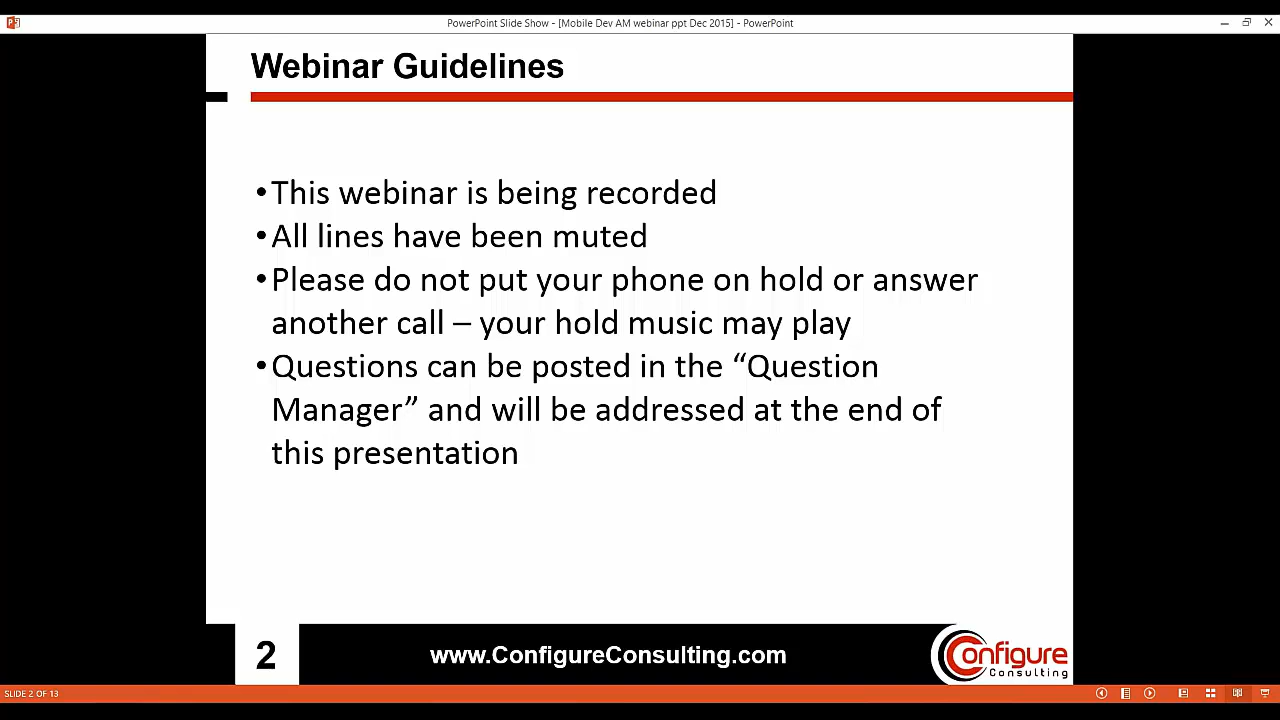 PowerPoint Slide Show - [Mobile Dev AM webinar ppt Dec 2015] - PowerPoint
Webinar Guidelines
•This webinar is being recorded
•All lines have been muted
•Please do not put your phone on hold or answer
another call – your hold music may play
•Questions can be posted in the “Question
Manager” and will be addressed at the end of
this presentation
2
www.ConfigureConsulting.com
Configure
Consulting
SLIDE 2 OF 13